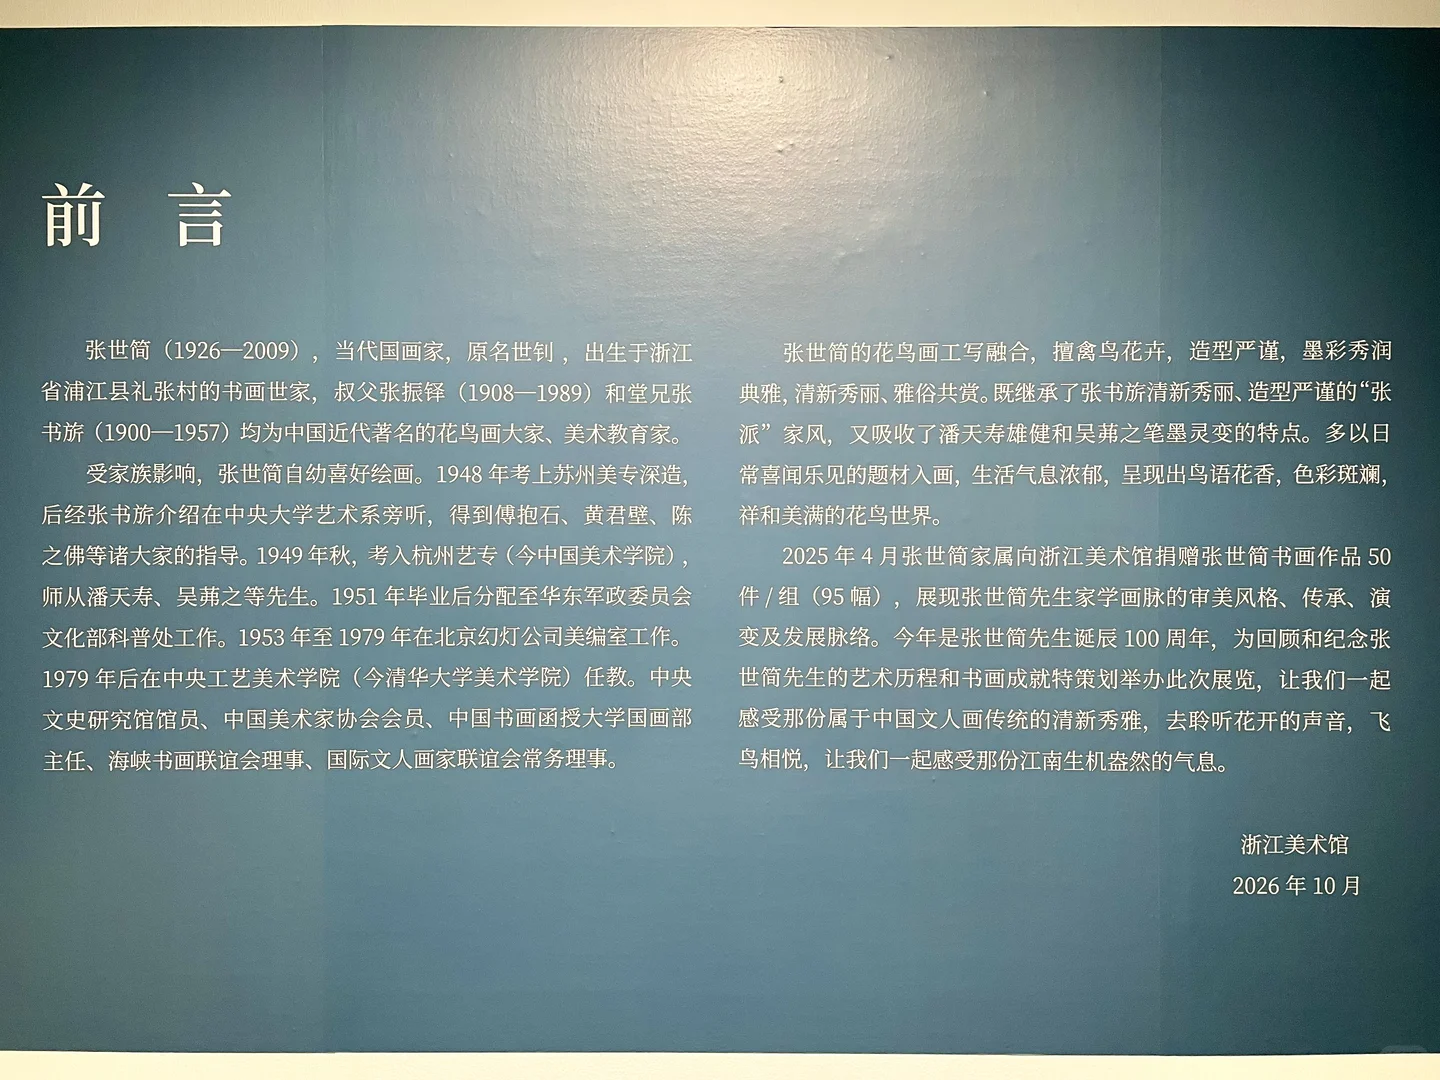 前言
张世简（1926—2009），当代国画家，原名世钊，出生于浙江
省浦江县礼张村的书画世家，叔父张振铎（1908—1989）和堂兄张
书旂（1900—1957）均为中国近代著名的花鸟画大家、美术教育家。
受家族影响，张世简自幼喜好绘画。1948 年考上苏州美专深造，
后经张书旂介绍在中央大学艺术系旁听，得到傅抱石、黄君壁、陈
之佛等诸大家的指导。1949 年秋，考入杭州艺专（今中国美术学院），
师从潘天寿、吴茀之等先生。1951 年毕业后分配至华东军政委员会
文化部科普处工作。1953 年至 1979 年在北京幻灯公司美编室工作。
1979 年后在中央工艺美术学院（今清华大学美术学院）任教。中央
文史研究馆馆员、中国美术家协会会员、中国书画函授大学国画部
主任、海峡书画联谊会理事、国际文人画家联谊会常务理事。
张世简的花鸟画工写融合，擅禽鸟花卉，造型严谨，墨彩秀润
典雅，清新秀丽、雅俗共赏。既继承了张书旂清新秀丽、造型严谨的“张
派”家风，又吸收了潘天寿雄健和吴茀之笔墨灵变的特点。多以日
常喜闻乐见的题材入画，生活气息浓郁，呈现出鸟语花香，色彩斑斓，
祥和美满的花鸟世界。
2025 年 4 月张世简家属向浙江美术馆捐赠张世简书画作品 50
件 / 组（95 幅），展现张世简先生家学画脉的审美风格、传承、演
变及发展脉络。今年是张世简先生诞辰 100 周年，为回顾和纪念张
世简先生的艺术历程和书画成就特策划举办此次展览，让我们一起
感受那份属于中国文人画传统的清新秀雅，去聆听花开的声音，飞
鸟相悦，让我们一起感受那份江南生机盎然的气息。
浙江美术馆
2026 年 10 月